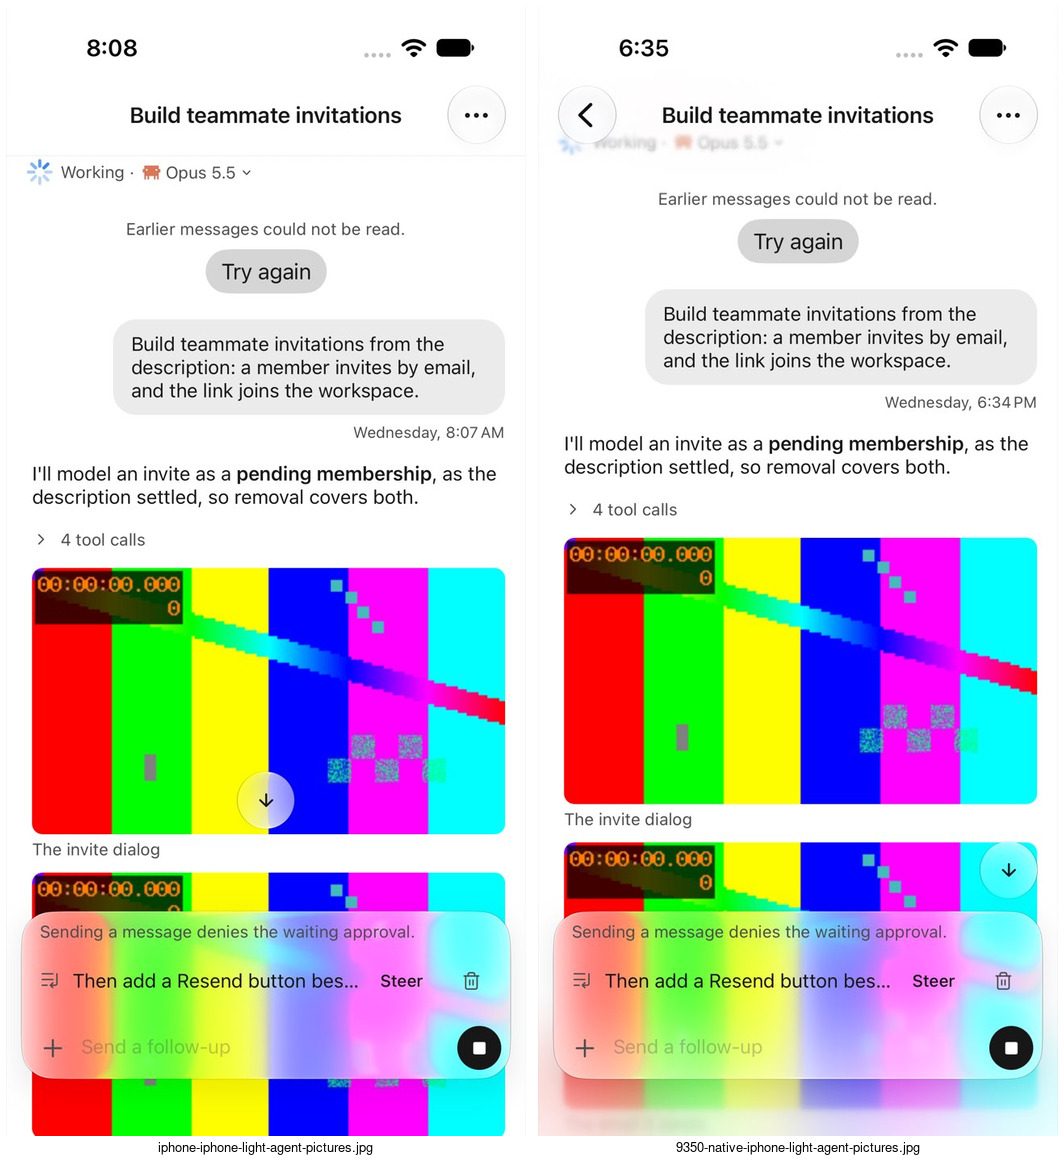 8:08
Build teammate invitations
Working · Opus 5.5
Earlier messages could not be read.
Try again
Build teammate invitations from the
description: a member invites by email,
and the link joins the workspace.
Wednesday, 8:07 AM
I'll model an invite as a pending membership, as the
description settled, so removal covers both.
4 tool calls
00:00:00.000
0
The invite dialog
00:00:00.000
Sending a message denies the waiting approval.
Then add a Resend button bes... Steer
Send a follow-up
iphone-iphone-light-agent-pictures.jpg
6:35
Build teammate invitations
Working · Opus 5.5
Earlier messages could not be read.
Try again
Build teammate invitations from the
description: a member invites by email,
and the link joins the workspace.
Wednesday, 6:34 PM
I'll model an invite as a pending membership, as the
description settled, so removal covers both.
4 tool calls
00:00:00.000
0
The invite dialog
00:00:00.000
0
Sending a message denies the waiting approval.
Then add a Resend button bes... Steer
Send a follow-up
9350-native-iphone-light-agent-pictures.jpg